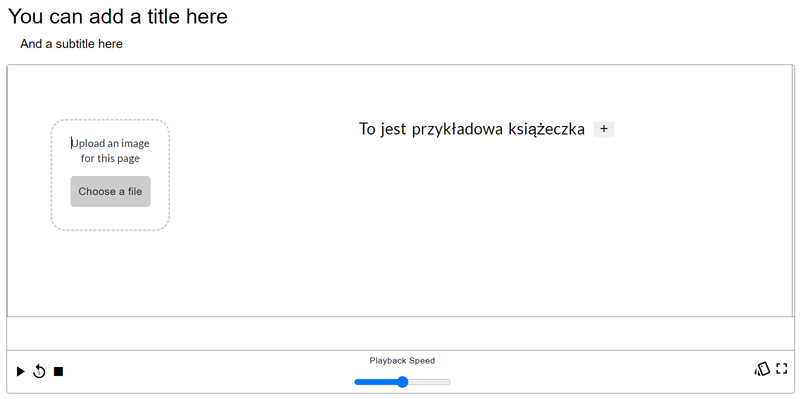 You can add a title here
And a subtitle here
Upload an image
for this page
Choose a file
To jest przykładowa książeczka +
Playback Speed